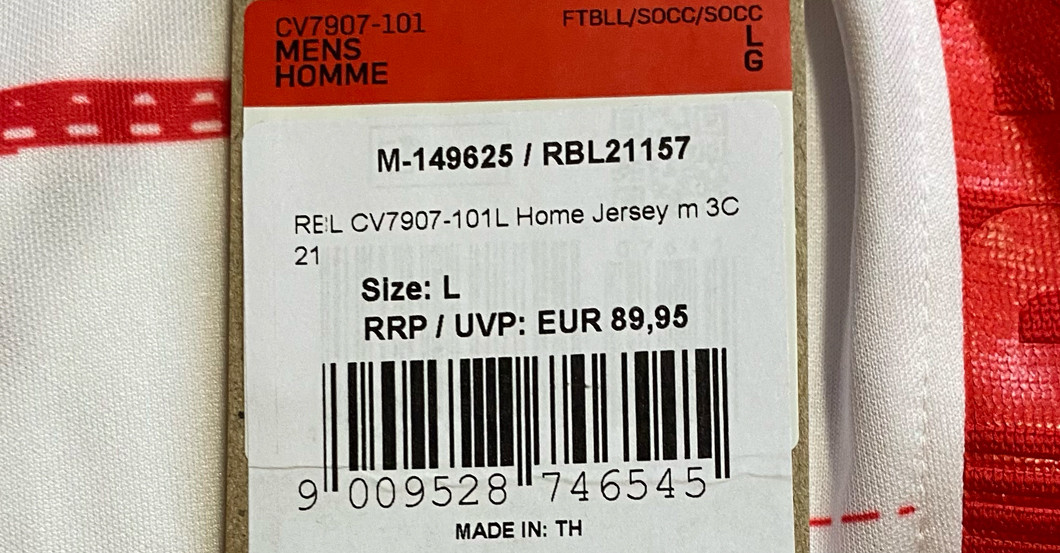 CV7907-101
MENS
HOMME
FTBLL/SOCC/SOCC
L
G
M-149625 / RBL21157
RBL CV7907-101L Home Jersey m 3C
21
Size: L
RRP / UVP: EUR 89,95
9 009528 746545
MADE IN: TH